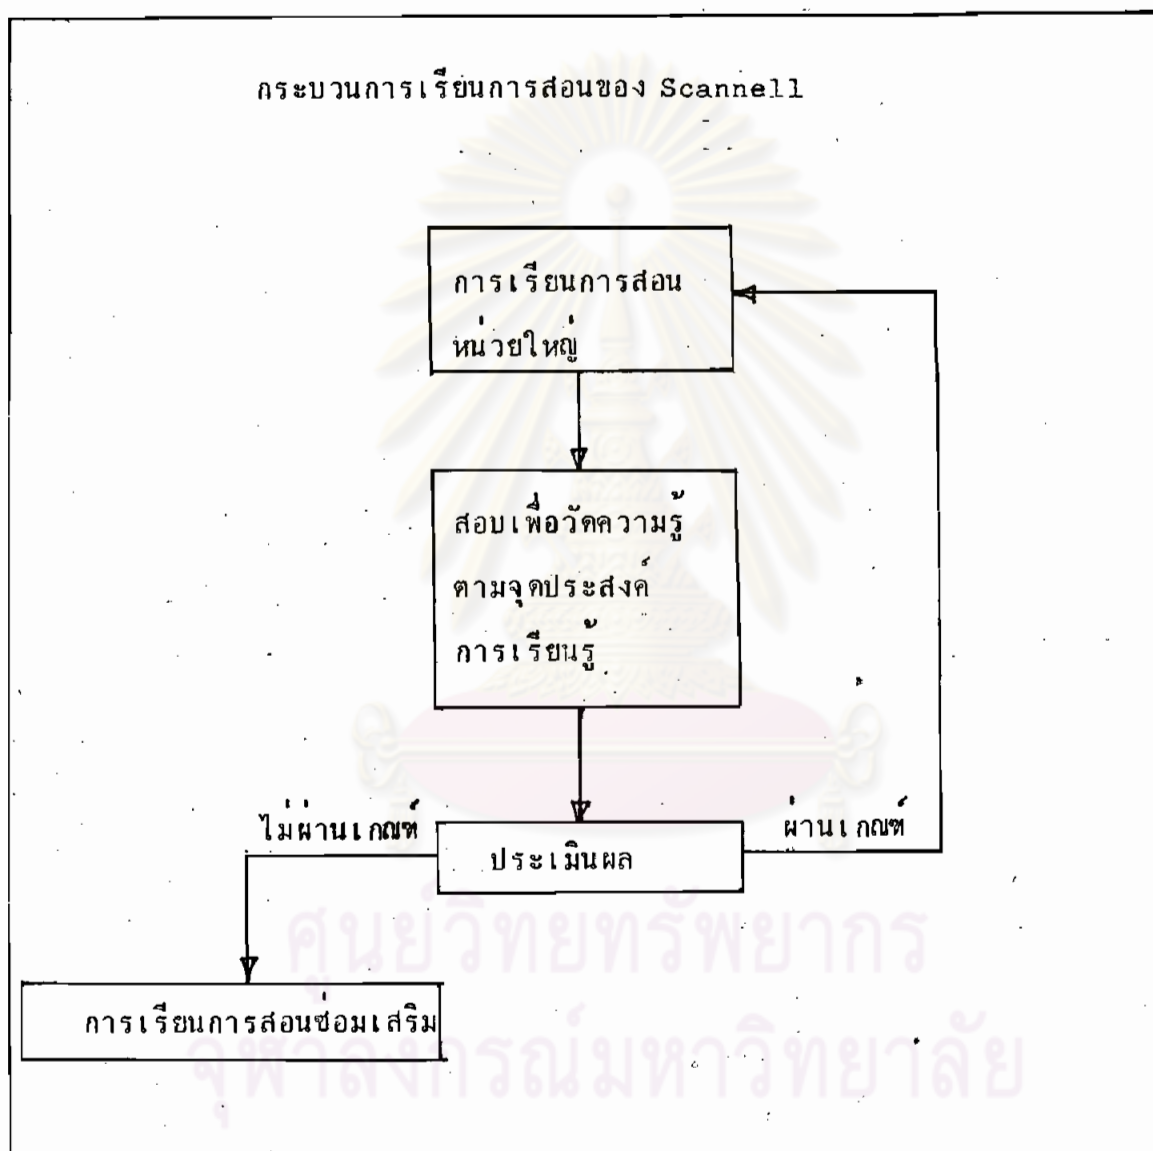 กระบวนการเรียนการสอนของ Scannell
การเรียนการสอน
หน่วยใหญ่
สอบเพื่อวัดความรู้
ตามจุดประสงค์
การเรียนรู้
ไม่ผ่านเกณฑ์
ผ่านเกณฑ์
ประเมินผล
การเรียนการสอนซ่อมเสริม
ศูนย์วิทยทรัพยากร
จุฬาลงกรณ์มหาวิทยาลัย